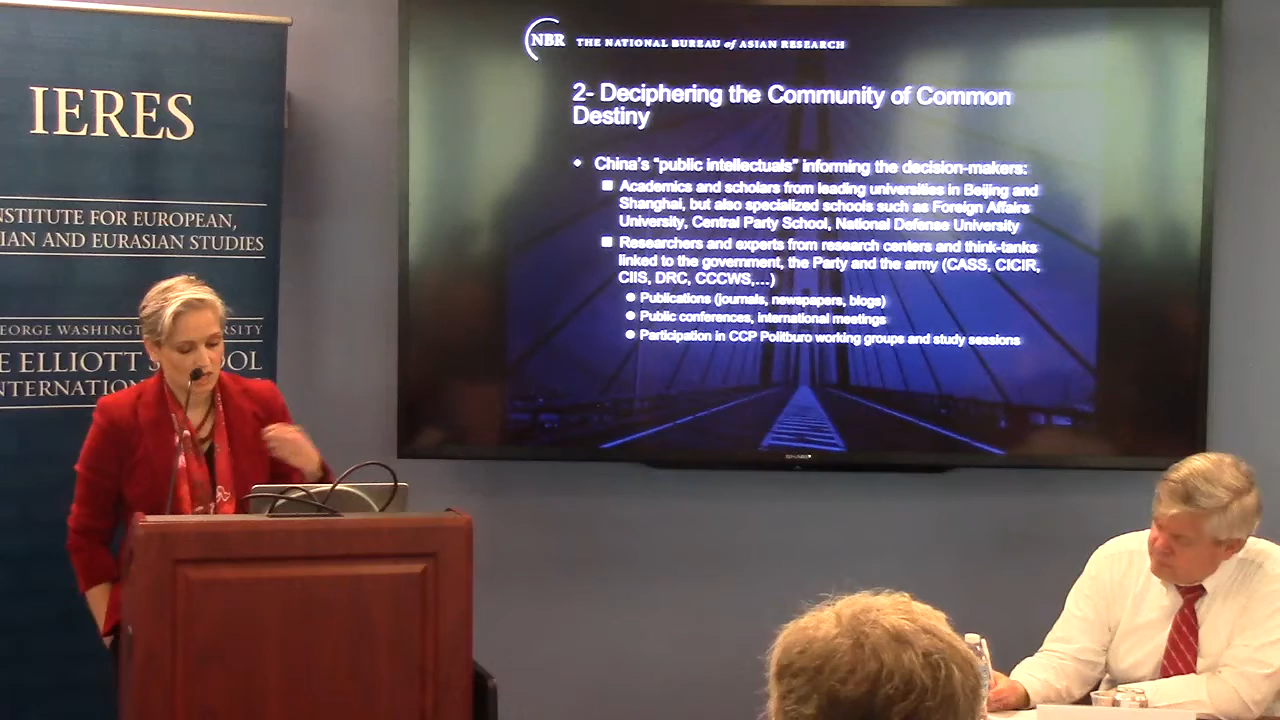 IERES
NSTITUTE FOR EUROPEAN,
IAN AND EURASIAN STUDIES
EORGE WASHINGT RSITY
E ELLIOTT S OOL
NTERNATIO
NBR THE NATIONAL BUREAU of ASIAN RESEARCH
2- Deciphering the Community of Common
Destiny
China's "public intellectuals" informing the decision-makers:
Academics and scholars from leading universities in Beijing and
Shanghai, but also specialized schools such as Foreign Affairs
University, Central Party School, National Defense University
Researchers and experts from research centers and think-tanks
linked to the government, the Party and the army (CASS, CICIR,
CIIS, DRC, CCCWS,...)
Publications (journals, newspapers, blogs)
Public conferences, international meetings
Participation in CCP Politburo working groups and study sessions
SHARP